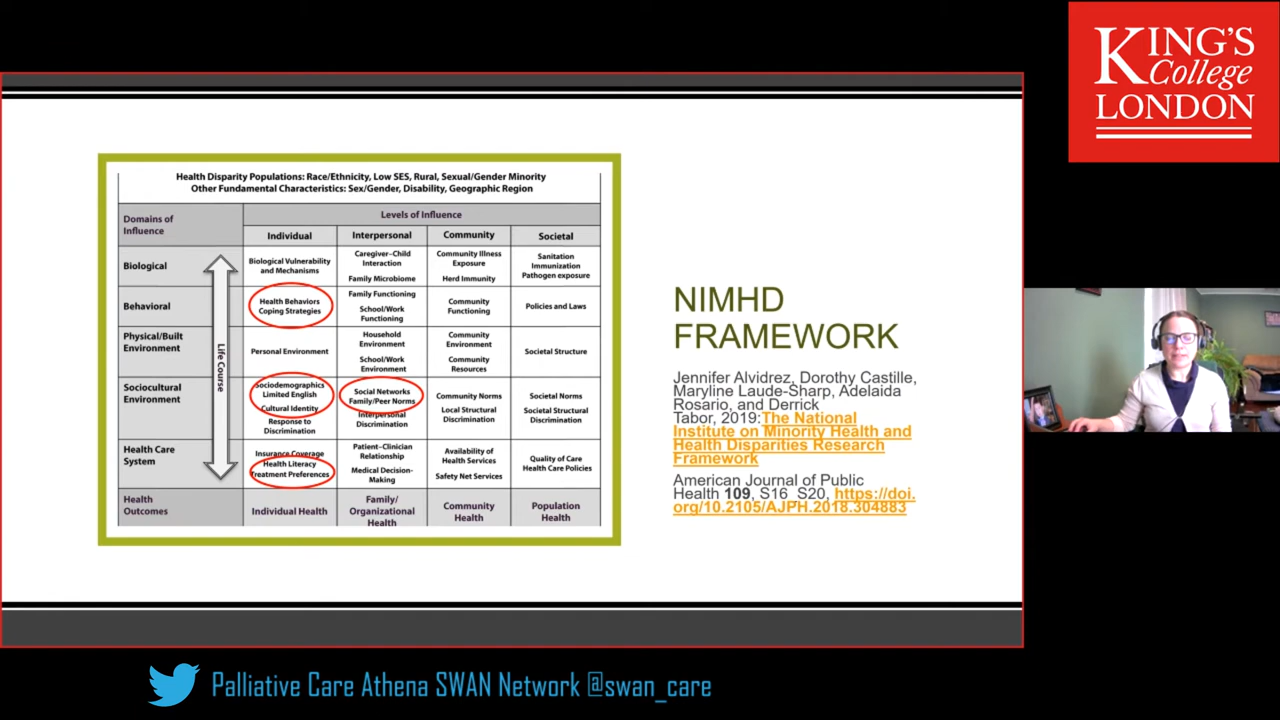 KING'S
College
LONDON
Health Disparity Populations: Race/Ethnicity, Low SES, Rural, Sexual/Gender Minority
Other Fundamental Characteristics: Sex/Gender, Disability, Geographic Region
Domains of
Influence
Levels of Influence
Individual
Interpersonal
Community
Societal
Life Course
Biological
Biological Vulnerability
and Mechanisms
Caregiver–Child
Interaction
Family Microbiome
Community Illness
Exposure
Herd Immunity
Sanitation
Immunization
Pathogen exposure
Behavioral
Health Behaviors
Coping Strategies
Family Functioning
School/Work
Functioning
Community
Functioning
Policies and Laws
Physical/Built
Environment
Personal Environment
Household
Environment
School/Work
Environment
Community
Environment
Community
Resources
Societal Structure
Sociocultural
Environment
Sociodemographics
Limited English
Cultural Identity
Response to
Discrimination
Social Networks
Family/Peer Norms
Interpersonal
Discrimination
Community Norms
Local Structural
Discrimination
Societal Norms
Societal Structural
Discrimination
Health Care
System
Insurance Coverage
Health Literacy
Treatment Preferences
Patient–Clinician
Relationship
Medical Decision-
Making
Availability
of Health Services
Safety Net Services
Quality of Care
Health Care Policies
Health
Outcomes
Individual Health
Family/
Organizational
Health
Community
Health
Population
Health
NIMHD
FRAMEWORK
Jennifer Alvidrez, Dorothy Castille,
Maryline Laude-Sharp, Adelaida
Rosario, and Derrick
Tabor, 2019:The National
Institute on Minority Health and
Health Disparities Research
Framework
American Journal of Public
Health 109, S16_S20, https://doi.
org/10.2105/AJPH.2018.304883
Palliative Care Athena SWAN Network @swan_care